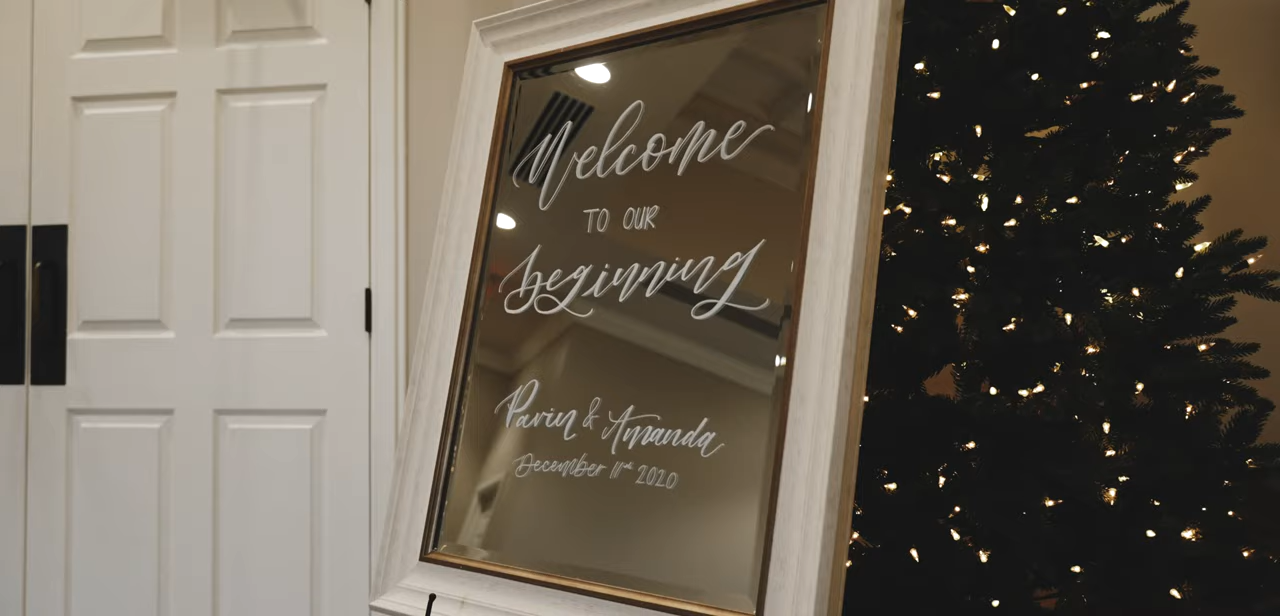 Welcome
TO OUR
beginning
Pavin & Amanda
December 11th 2020